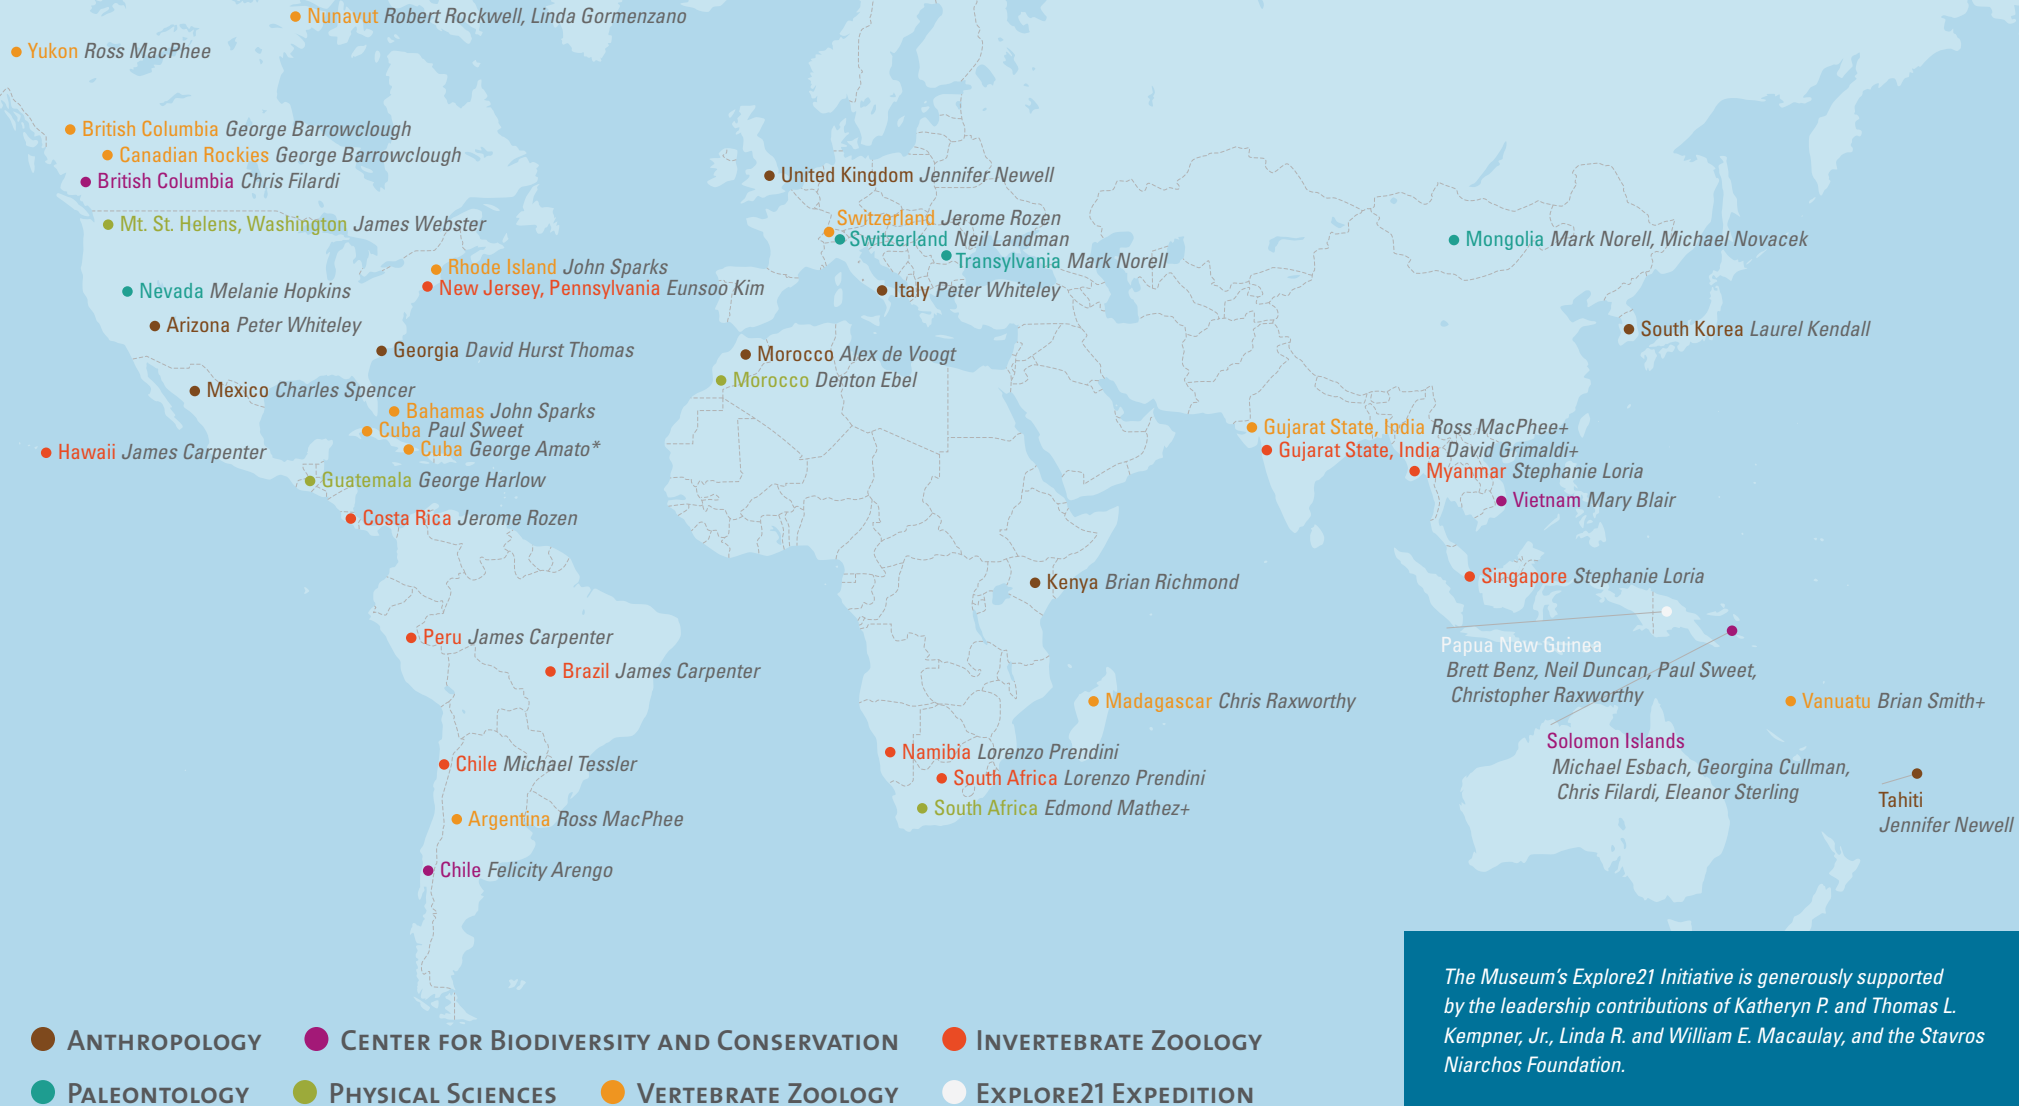 Nunavut Robert Rockwell, Linda Gormenzano
Yukon Ross MacPhee
British Columbia George Barrowclough
Canadian Rockies George Barrowclough
British Columbia Chris Filardi
Mt. St. Helens, Washington James Webster
Rhode Island John Sparks
New Jersey, Pennsylvania Eunsoo Kim
Nevada Melanie Hopkins
Arizona Peter Whiteley
Georgia David Hurst Thomas
Mexico Charles Spencer
Bahamas John Sparks
Cuba Paul Sweet
Cuba George Amato*
Hawaii James Carpenter
Guatemala George Harlow
Costa Rica Jerome Rozen
Peru James Carpenter
Brazil James Carpenter
Chile Michael Tessler
Argentina Ross MacPhee
Chile Felicity Arengo
United Kingdom Jennifer Newell
Switzerland Jerome Rozen
Switzerland Neil Landman
Transylvania Mark Norell
Italy Peter Whiteley
Morocco Alex de Voogt
Morocco Denton Ebel
Kenya Brian Richmond
Madagascar Chris Raxworthy
Namibia Lorenzo Prendini
South Africa Lorenzo Prendini
South Africa Edmond Mathez+
Mongolia Mark Norell, Michael Novacek
South Korea Laurel Kendall
Gujarat State, India Ross MacPhee+
Gujarat State, India David Grimaldi+
Myanmar Stephanie Loria
Vietnam Mary Blair
Singapore Stephanie Loria
Papua New Guinea
Brett Benz, Neil Duncan, Paul Sweet,
Christopher Raxworthy
Vanuatu Brian Smith+
Solomon Islands
Michael Esbach, Georgina Cullman,
Chris Filardi, Eleanor Sterling
Tahiti
Jennifer Newell
ANTHROPOLOGY
CENTER FOR BIODIVERSITY AND CONSERVATION
INVERTEBRATE ZOOLOGY
PALEONTOLOGY
PHYSICAL SCIENCES
VERTEBRATE ZOOLOGY
EXPLORE21 EXPEDITION
The Museum's Explore21 Initiative is generously supported
by the leadership contributions of Katheryn P. and Thomas L.
Kempner, Jr., Linda R. and William E. Macaulay, and the Stavros
Niarchos Foundation.